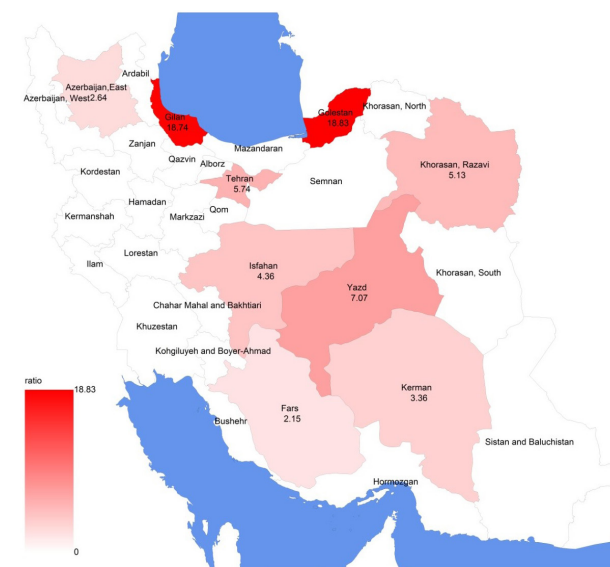 Ardabil
Azerbaijan,East
Azerbaijan, West2.64
Gilan
18.74
Golestan
18.83
Khorasan, North
Zanjan
Mazandaran
Qazvin
Alborz
Khorasan, Razavi
5.13
Kordestan
Tehran
5.74
Semnan
Hamadan
Qom
Kermanshah
Markzazi
Lorestan
Ilam
Isfahan
4.36
Khorasan, South
Yazd
7.07
Chahar Mahal and Bakhtiari
Khuzestan
Kohgiluyeh and Boyer-Ahmad
ratio
18.83
Kerman
3.36
Fars
2.15
Bushehr
Sistan and Baluchistan
Hormozgan
0